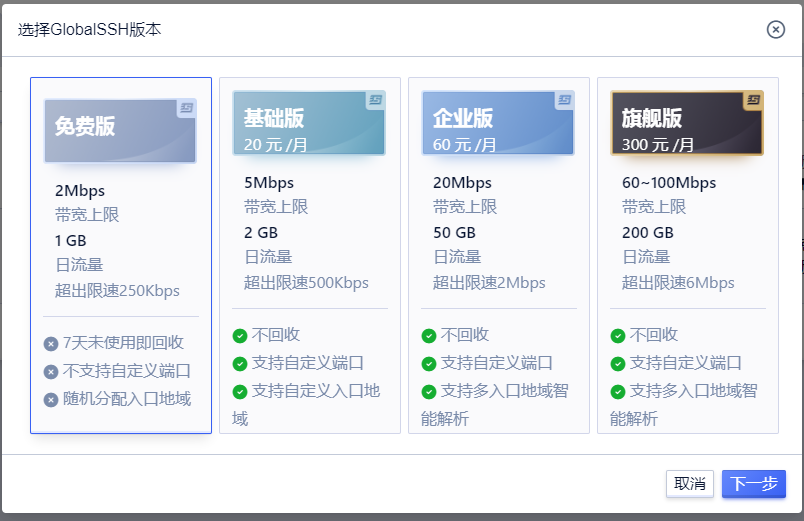 选择GlobalSSH版本
免费版
2Mbps
带宽上限
1 GB
日流量
超出限速250Kbps
7天未使用即回收
不支持自定义端口
随机分配入口地域
基础版
20 元 /月
5Mbps
带宽上限
2 GB
日流量
超出限速500Kbps
不回收
支持自定义端口
支持自定义入口地
域
企业版
60 元 /月
20Mbps
带宽上限
50 GB
日流量
超出限速2Mbps
不回收
支持自定义端口
支持多入口地域智
能解析
旗舰版
300 元 /月
60~100Mbps
带宽上限
200 GB
日流量
超出限速6Mbps
不回收
支持自定义端口
支持多入口地域智
能解析
取消
下一步